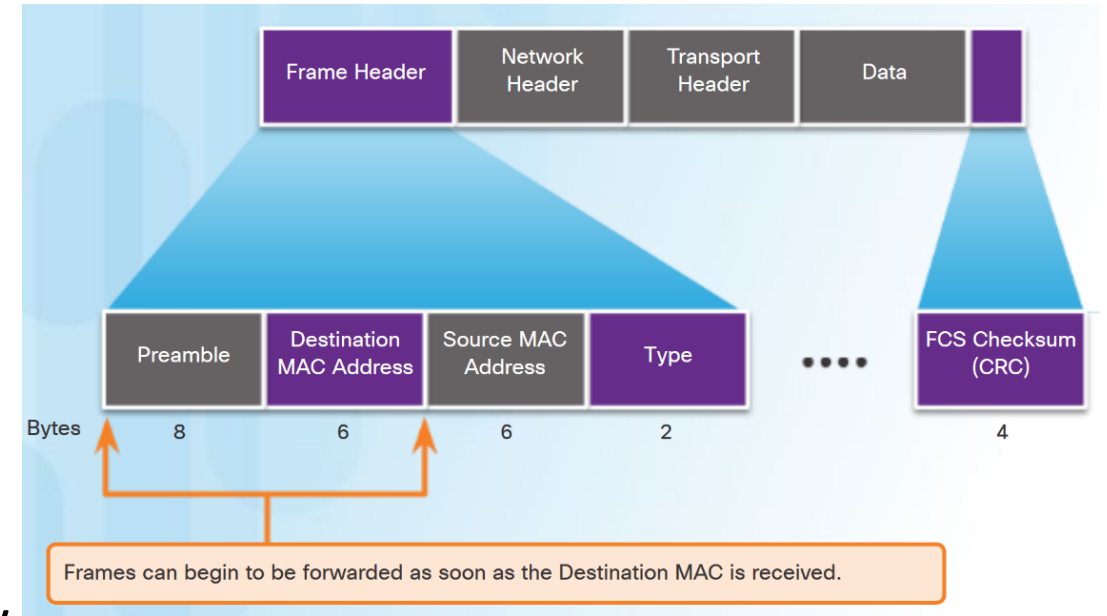 Frame Header
Network
Header
Transport
Header
Data
Preamble
Destination
MAC Address
Source MAC
Address
Type
••••
FCS Checksum
(CRC)
Bytes 8 6 6 2 4
Frames can begin to be forwarded as soon as the Destination MAC is received.